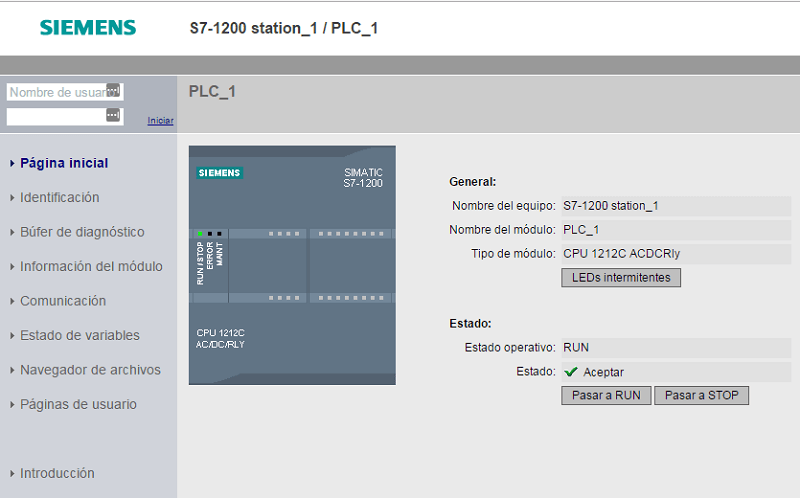 SIEMENS
S7-1200 station_1 / PLC_1
Nombre de usuario
Iniciar
PLC_1
Página inicial
Identificación
Búfer de diagnóstico
Información del módulo
Comunicación
Estado de variables
Navegador de archivos
Páginas de usuario
Introducción
SIEMENS
SIMATIC
S7-1200
RUN / STOP
ERROR
MAINT
CPU 1212C
AC/DC/RLY
General:
Nombre del equipo: S7-1200 station_1
Nombre del módulo: PLC_1
Tipo de módulo: CPU 1212C ACDCRly
LEDs intermitentes
Estado:
Estado operativo: RUN
Estado: Aceptar
Pasar a RUN Pasar a STOP